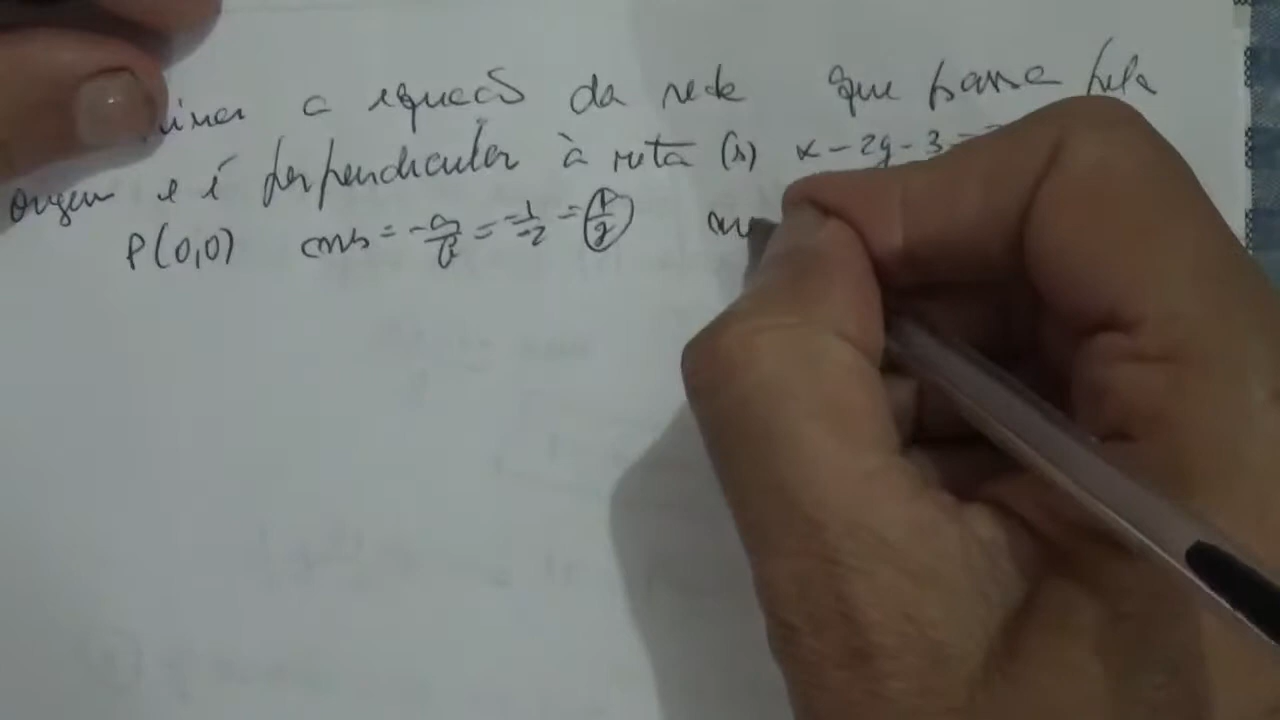 a equação da reta que passa pela
origem e é perpendicular à reta (s) x - 2y - 3 =
P(0,0) ms = -a/b = -1/-2 = 1/2 m